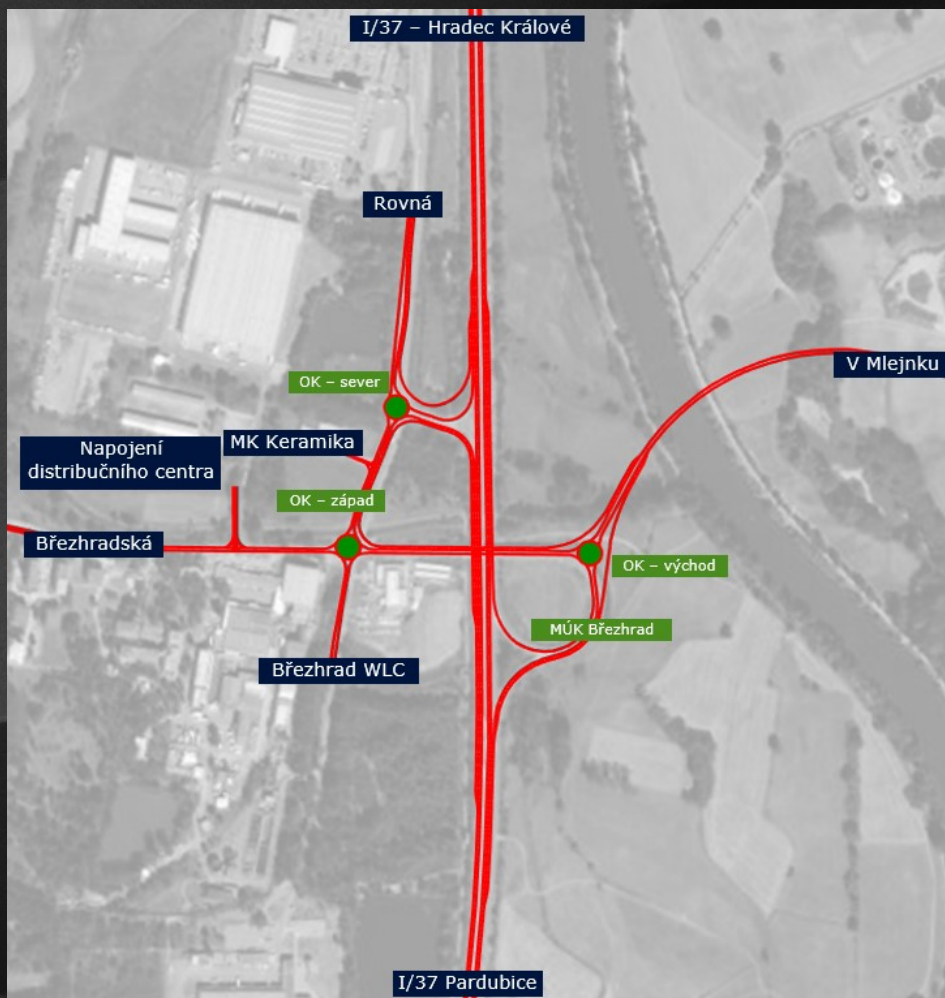 I/37 – Hradec Králové
Rovná
OK – sever
V Mlejnku
MK Keramika
Napojení
distribučního centra
OK – západ
Březhradská
OK – východ
MÚK Březhrad
Březhrad WLC
I/37 Pardubice